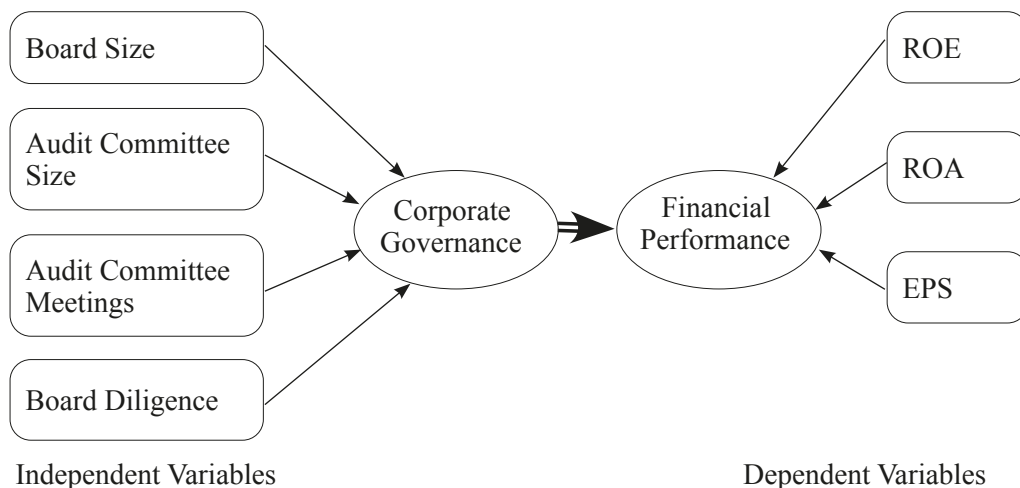 Board Size
Audit Committee
Size
Audit Committee
Meetings
Board Diligence
Independent Variables
Corporate
Governance
Financial
Performance
ROE
ROA
EPS
Dependent Variables